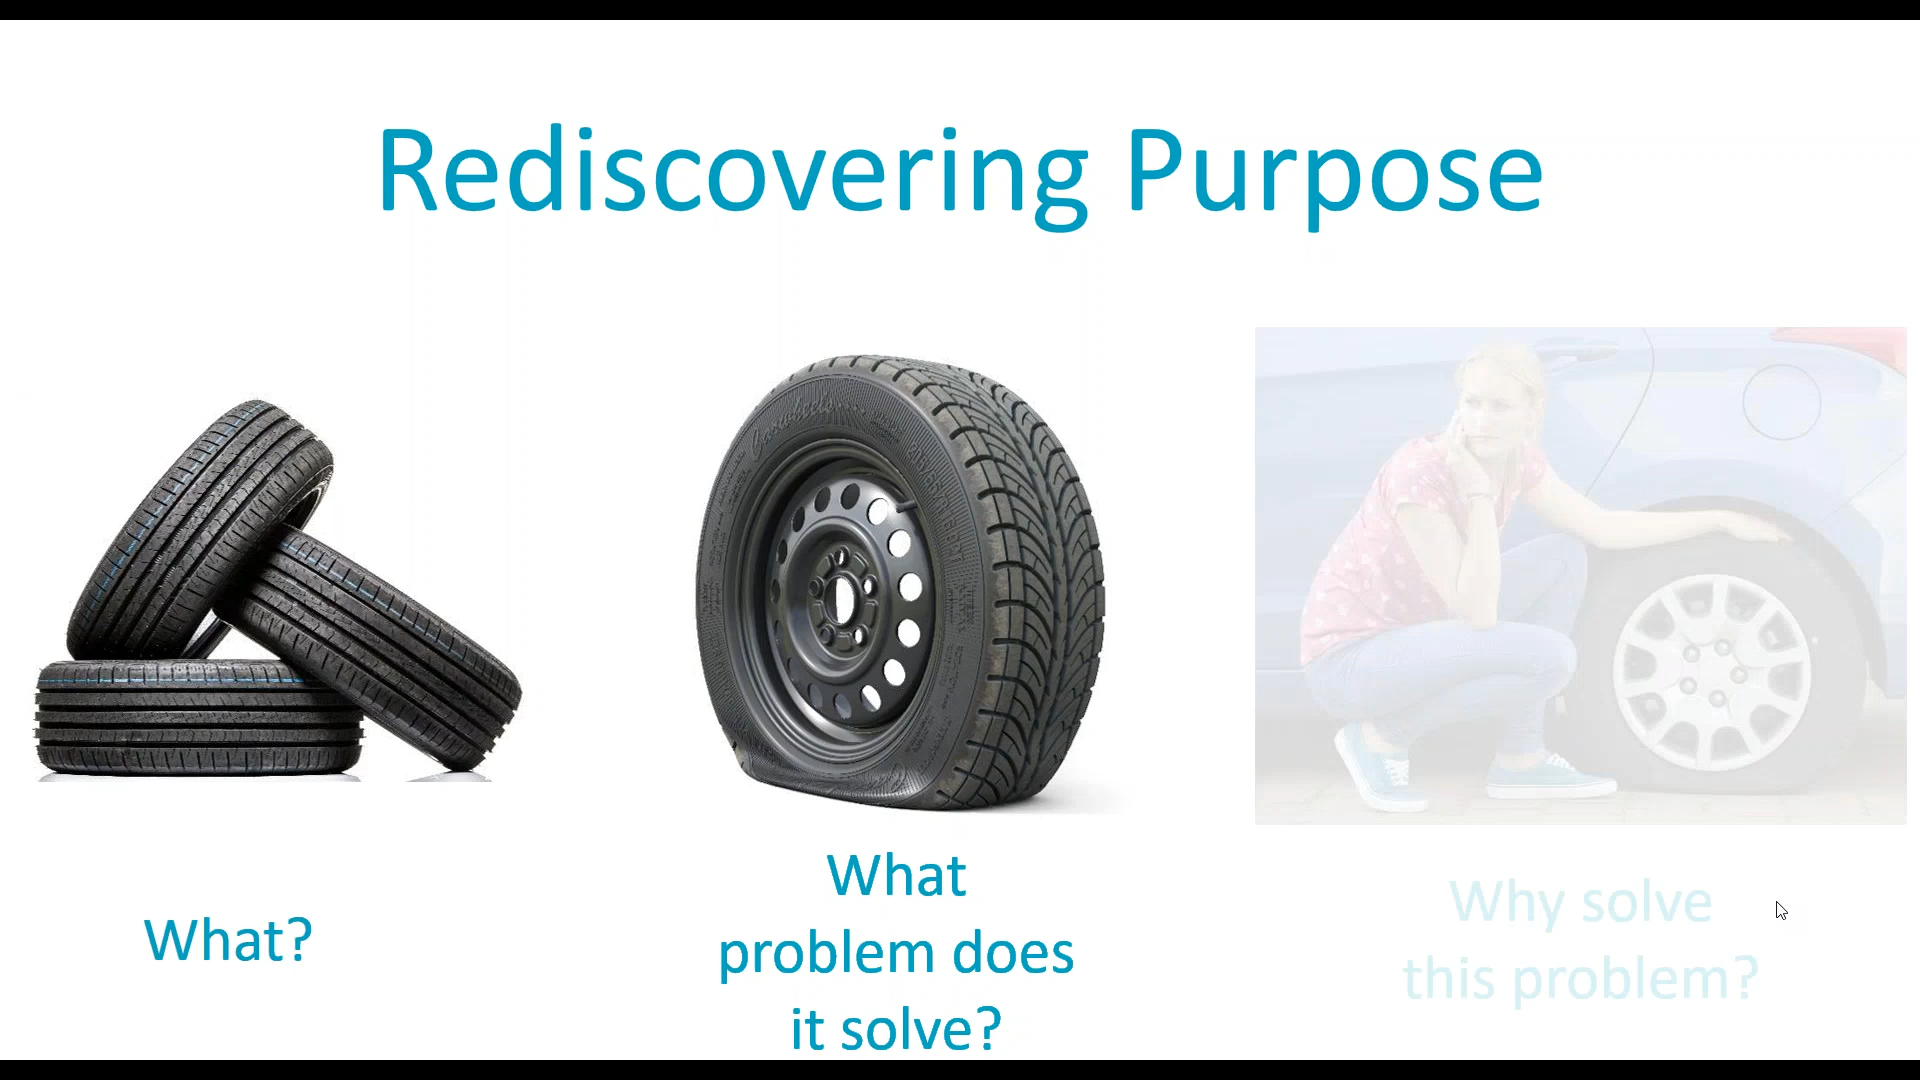 Rediscovering Purpose
What?
What
problem does
it solve?
Why solve
this problem?